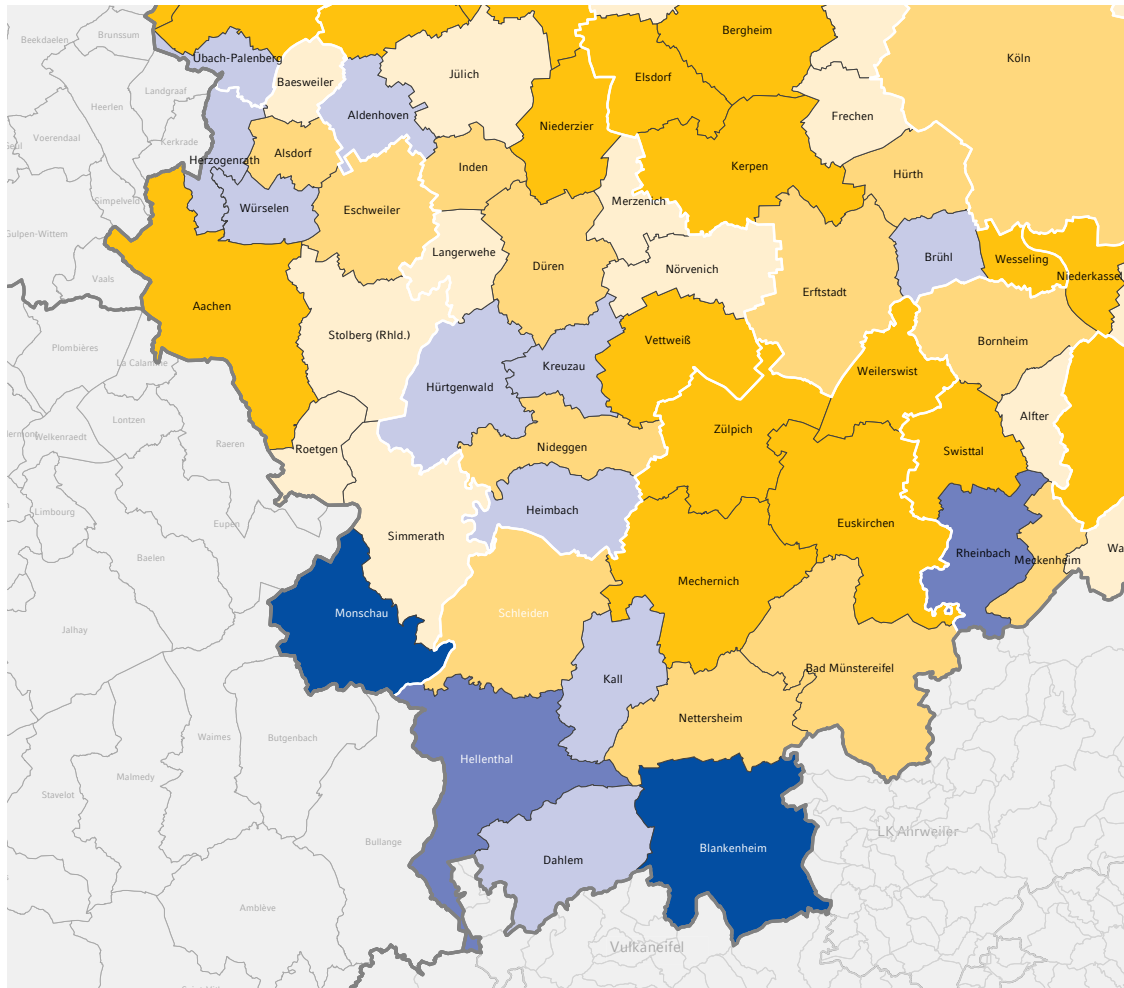 Beekdaelen
Brunssum
Bergheim
Übach-Palenberg
Köln
Baesweiler
Jülich
Elsdorf
Landgraaf
Heerlen
Aldenhoven
Frechen
Niederzier
Voerendaal
Kerkrade
Alsdorf
Herzogenrath
Inden
Kerpen
Hürth
Simpelveld
Merzenich
Würselen
Eschweiler
Gulpen-Wittem
Langerwehe
Brühl
Wesseling
Düren
Nörvenich
Niederkassel
Vaals
Erftstadt
Aachen
Stolberg (Rhld.)
Vettweiß
Bornheim
Plombières
La Calamine
Kreuzau
Weilerswist
Hürtgenwald
Alfter
Lontzen
Zülpich
Welkenraedt
Raeren
Roetgen
Nideggen
Swisttal
Limbourg
Heimbach
Eupen
Euskirchen
Simmerath
Baelen
Rheinbach
Wa
Meckenheim
Mechernich
Monschau
Schleiden
Jalhay
Bad Münstereifel
Kall
Nettersheim
Waimes
Butgenbach
Hellenthal
Malmedy
Stavelot
LK Ahrweiler
Bullange
Blankenheim
Dahlem
Amblève
Vulkaneifel